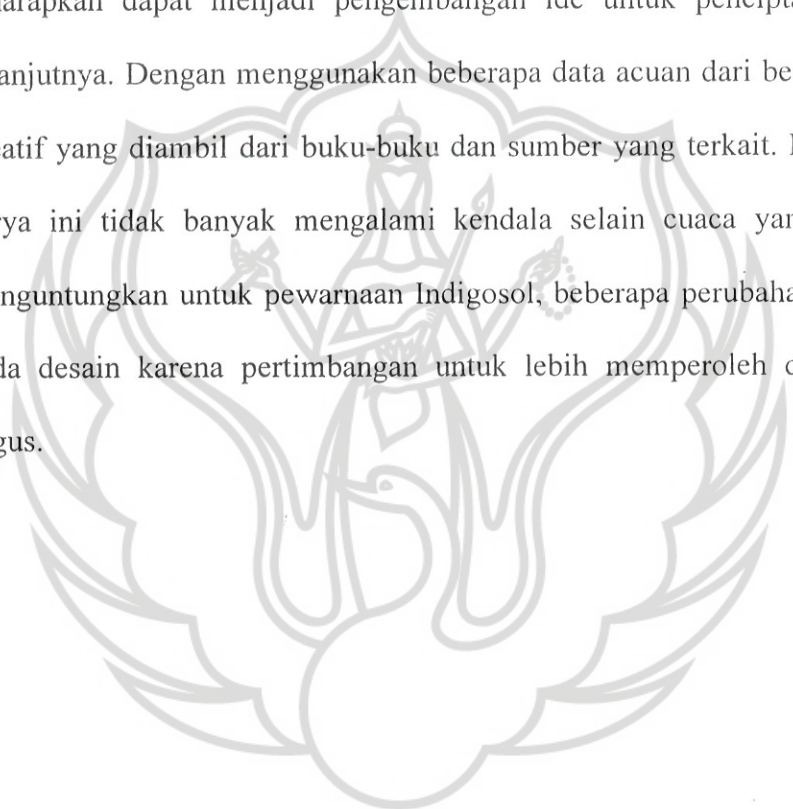 arapkan dapat menjadi pengembangan ide untuk pencipta
anjutnya. Dengan menggunakan beberapa data acuan dari be
atif yang diambil dari buku-buku dan sumber yang terkait.
ya ini tidak banyak mengalami kendala selain cuaca yan
nguntungkan untuk pewarnaan Indigosol, beberapa perubaha
da desain karena pertimbangan untuk lebih memperoleh
gus.